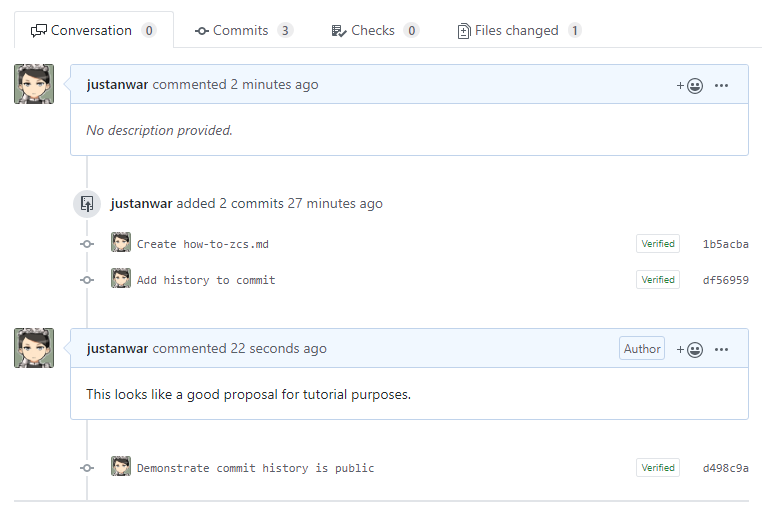 Conversation 0 Commits 3 Checks 0 Files changed 1
justanwar commented 2 minutes ago
No description provided.
justanwar added 2 commits 27 minutes ago
Create how-to-zcs.md Verified 1b5acba
Add history to commit Verified df56959
justanwar commented 22 seconds ago Author
This looks like a good proposal for tutorial purposes.
Demonstrate commit history is public Verified d498c9a